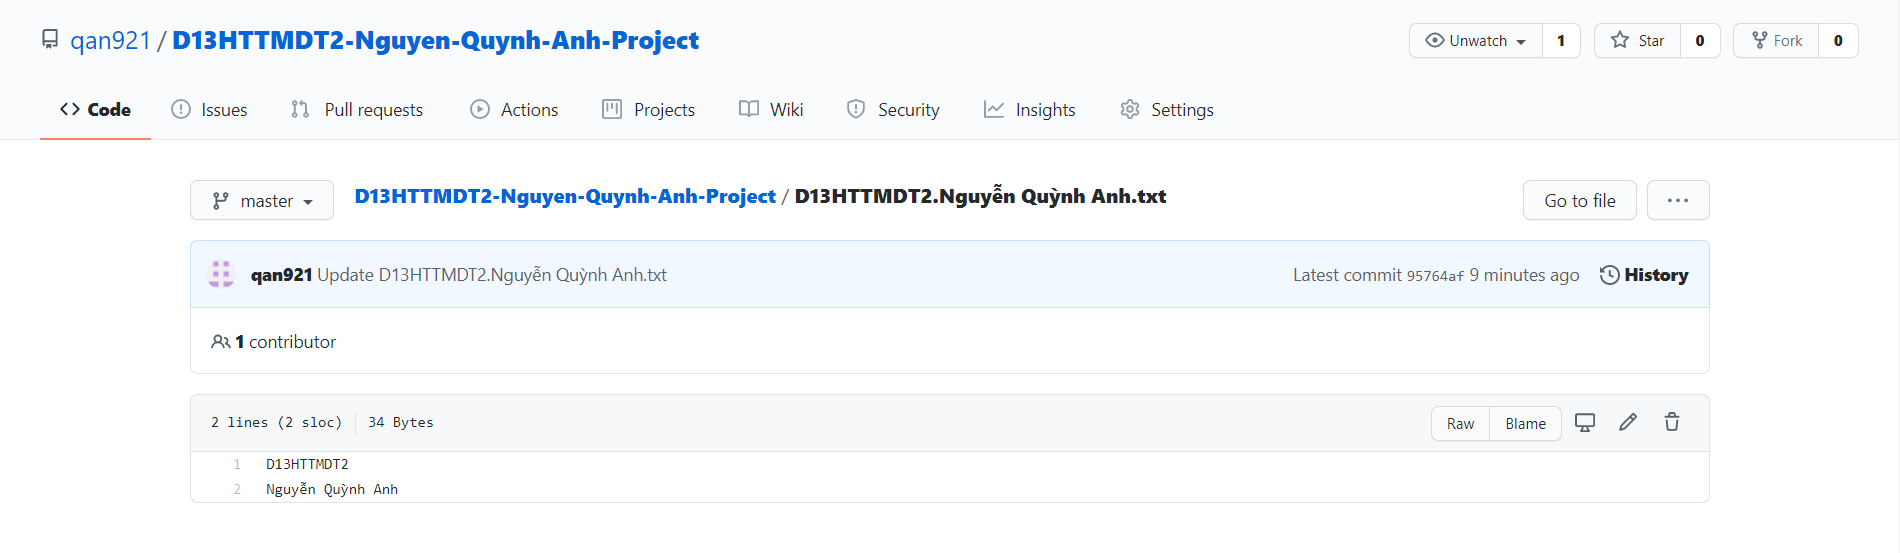 qan921 / D13HTTMDT2-Nguyen-Quynh-Anh-Project
Unwatch 1 Star 0 Fork 0
Code Issues Pull requests Actions Projects Wiki Security Insights Settings
master D13HTTMDT2-Nguyen-Quynh-Anh-Project / D13HTTMDT2.Nguyễn Quỳnh Anh.txt Go to file ...
qan921 Update D13HTTMDT2.Nguyễn Quỳnh Anh.txt Latest commit 95764af 9 minutes ago History
1 contributor
2 lines (2 sloc) 34 Bytes Raw Blame
1 D13HTTMDT2
2 Nguyễn Quỳnh Anh